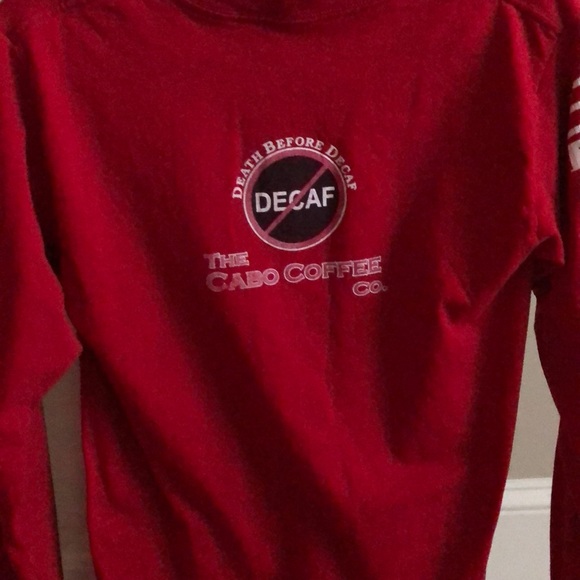 Death Before Decaf
DECAF
The
Cabo Coffee
Co.